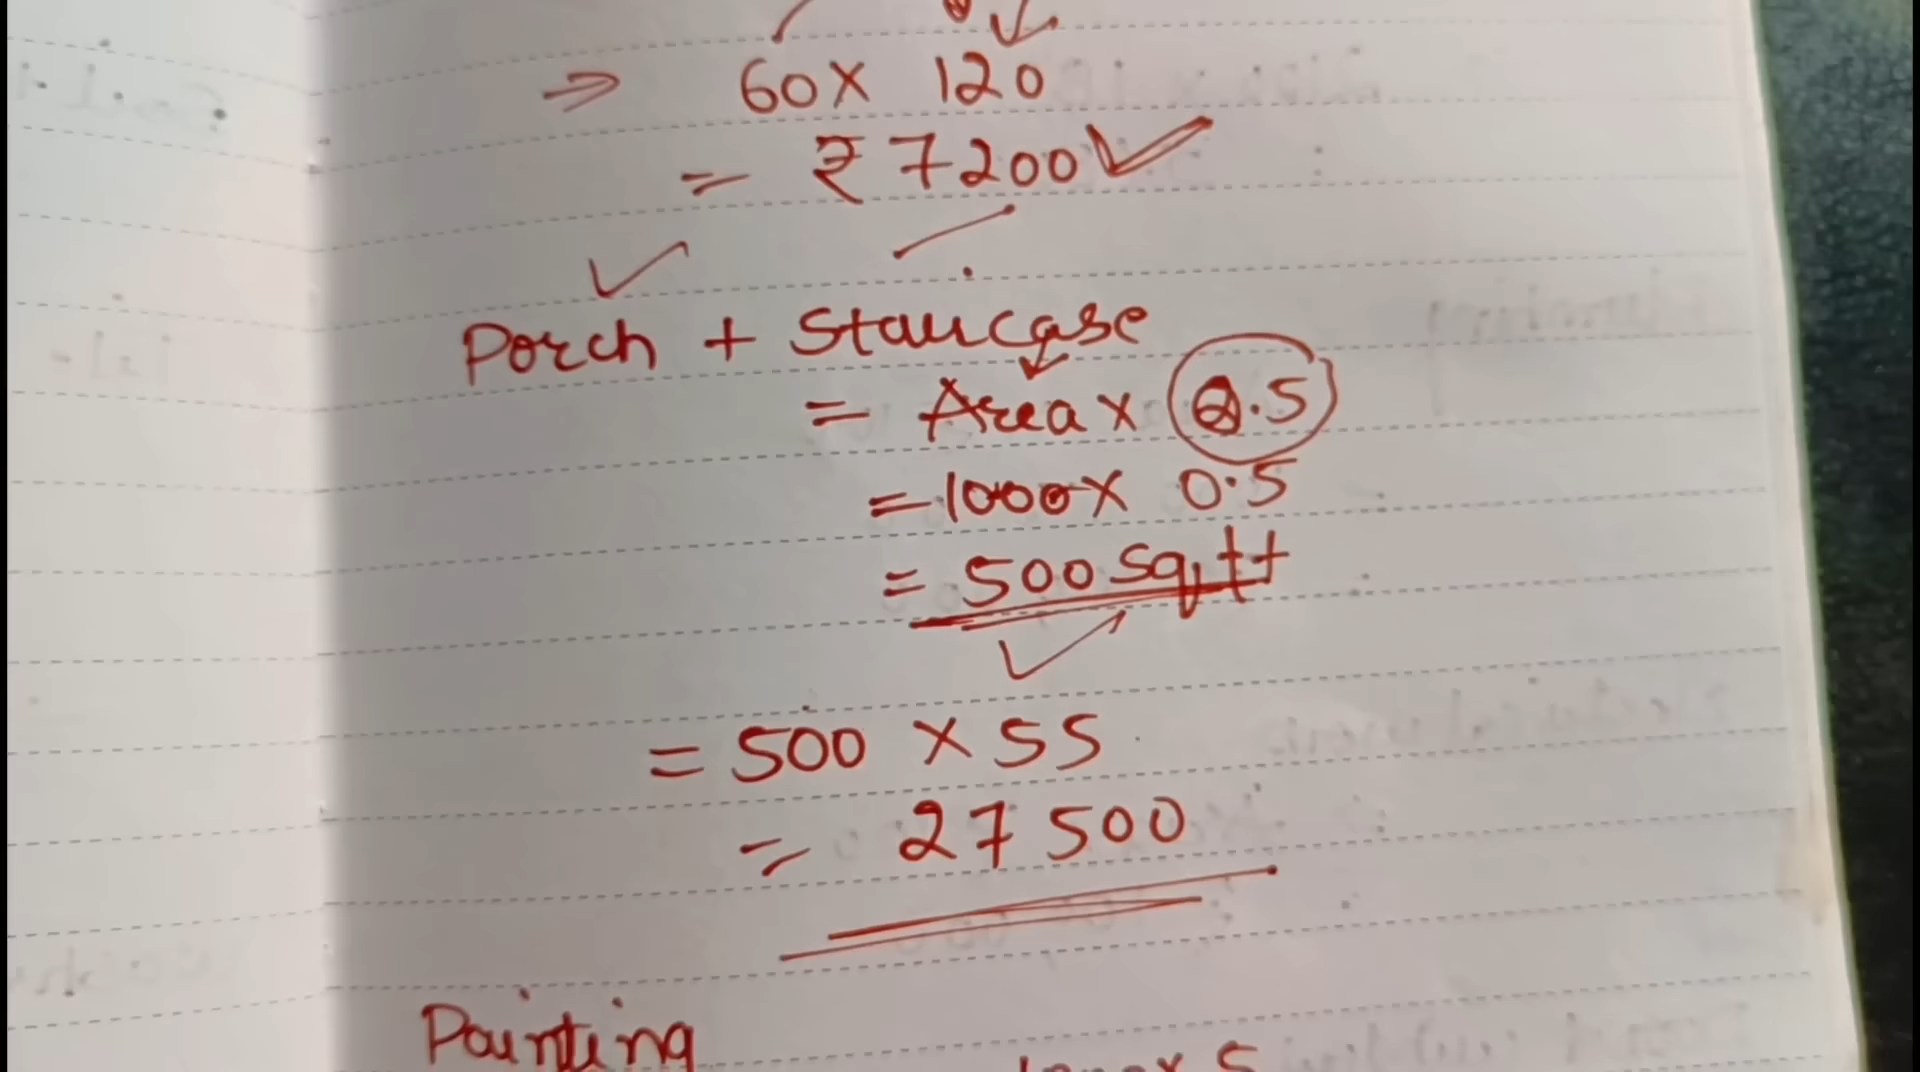 ⇒ 60 x 120
= ₹ 7200 ✓
Porch + Staircase
= Area x 0.5
= 1000 x 0.5
= 500 sq,ft
= 500 x 55
= 27500
Painting